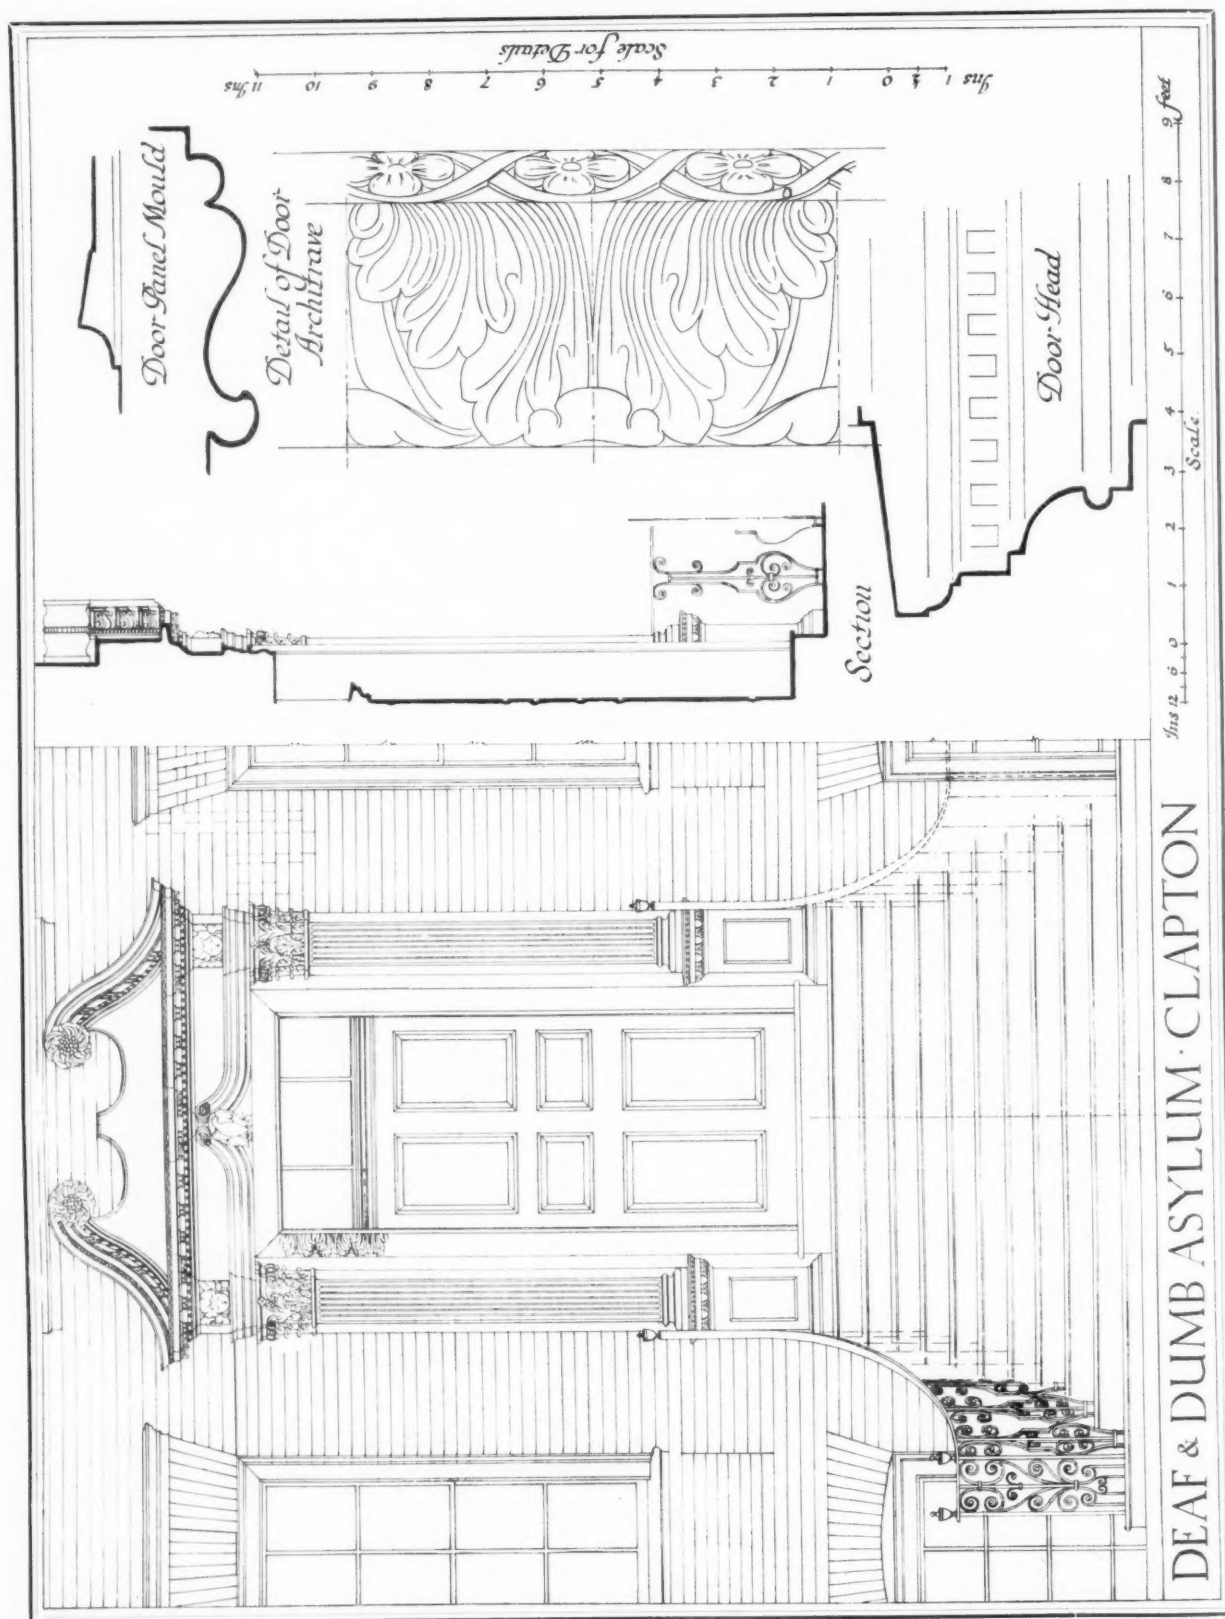 Door Panel Mould
Detail of Door
Architrave
Section
Door Head
11 Ins 10 9 8 7 6 5 4 3 2 1 0 ½ 1 Ins
Scale for Details
DEAF & DUMB ASYLUM · CLAPTON
Ins 12 6 0 1 2 3 4 5 6 7 8 9 feet
Scale.